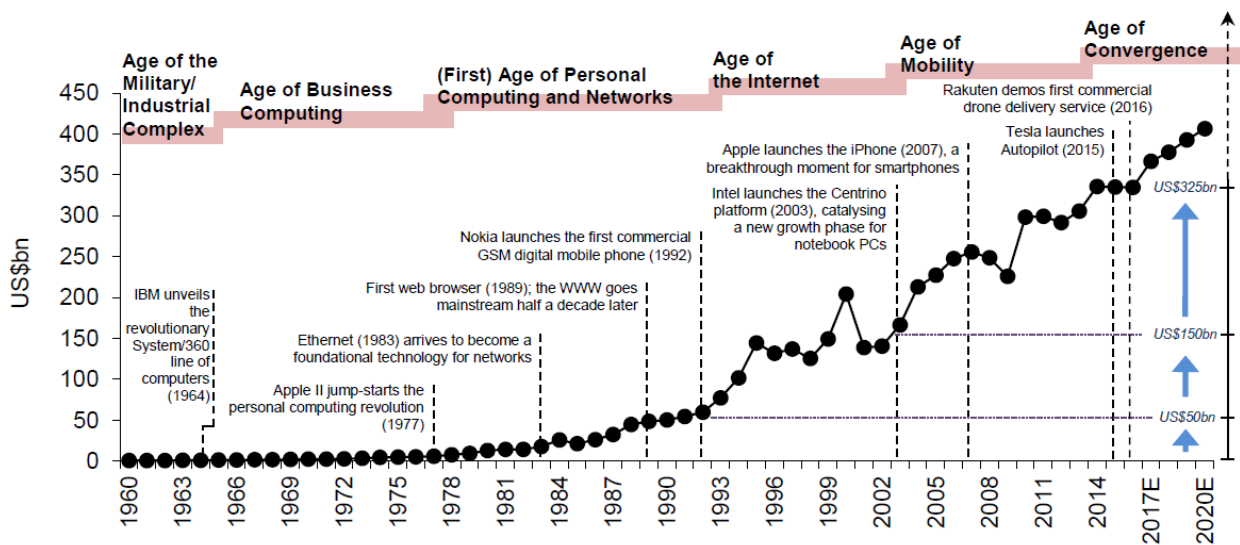 Age of the
Military/
Industrial
Complex
Age of Business
Computing
(First) Age of Personal
Computing and Networks
Age of
the Internet
Age of
Mobility
Age of
Convergence
US$bn
450
400
350
300
250
200
150
100
50
0
IBM unveils
the
revolutionary
System/360
line of
computers
(1964)
Apple II jump-starts the
personal computing revolution
(1977)
Ethernet (1983) arrives to become a
foundational technology for networks
First web browser (1989); the WWW goes
mainstream half a decade later
Nokia launches the first commercial
GSM digital mobile phone (1992)
Intel launches the Centrino
platform (2003), catalysing
a new growth phase for
notebook PCs
Apple launches the iPhone (2007), a
breakthrough moment for smartphones
Tesla launches
Autopilot (2015)
Rakuten demos first commercial
drone delivery service (2016)
US$325bn
US$150bn
US$50bn
1960
1963
1966
1969
1972
1975
1978
1981
1984
1987
1990
1993
1996
1999
2002
2005
2008
2011
2014
2017E
2020E